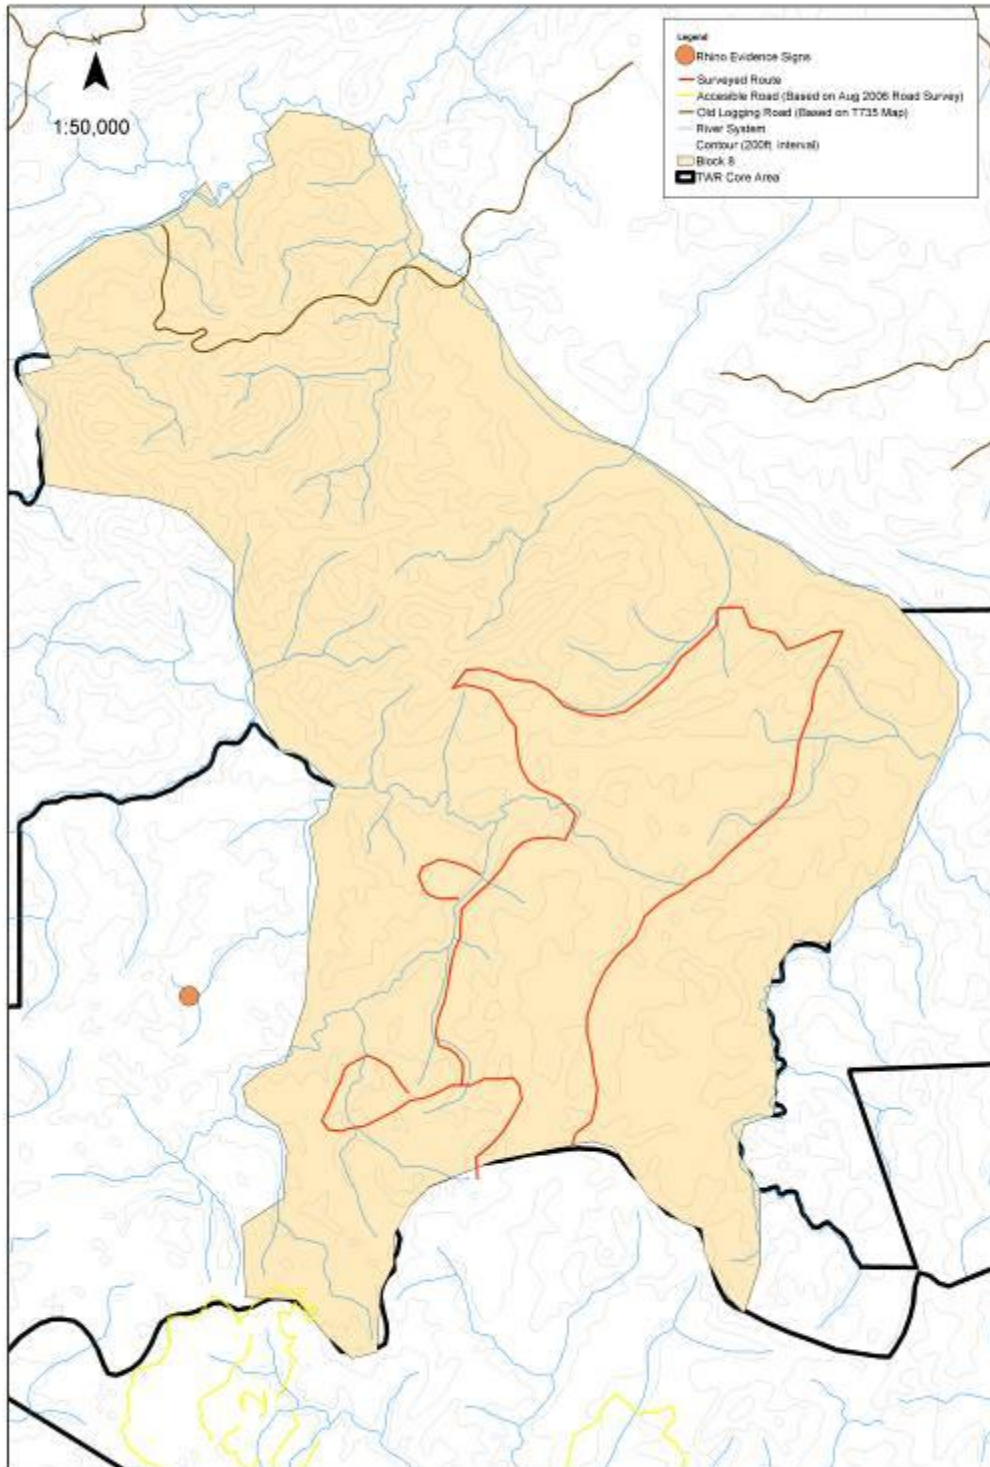 N
1:50,000
Legend
Rhino Evidence Signs
Surveyed Route
Accesible Road (Based on Aug 2006 Road Survey)
Old Logging Road (Based on T735 Map)
River System
Contour (200ft. interval)
Block 8
TWR Core Area